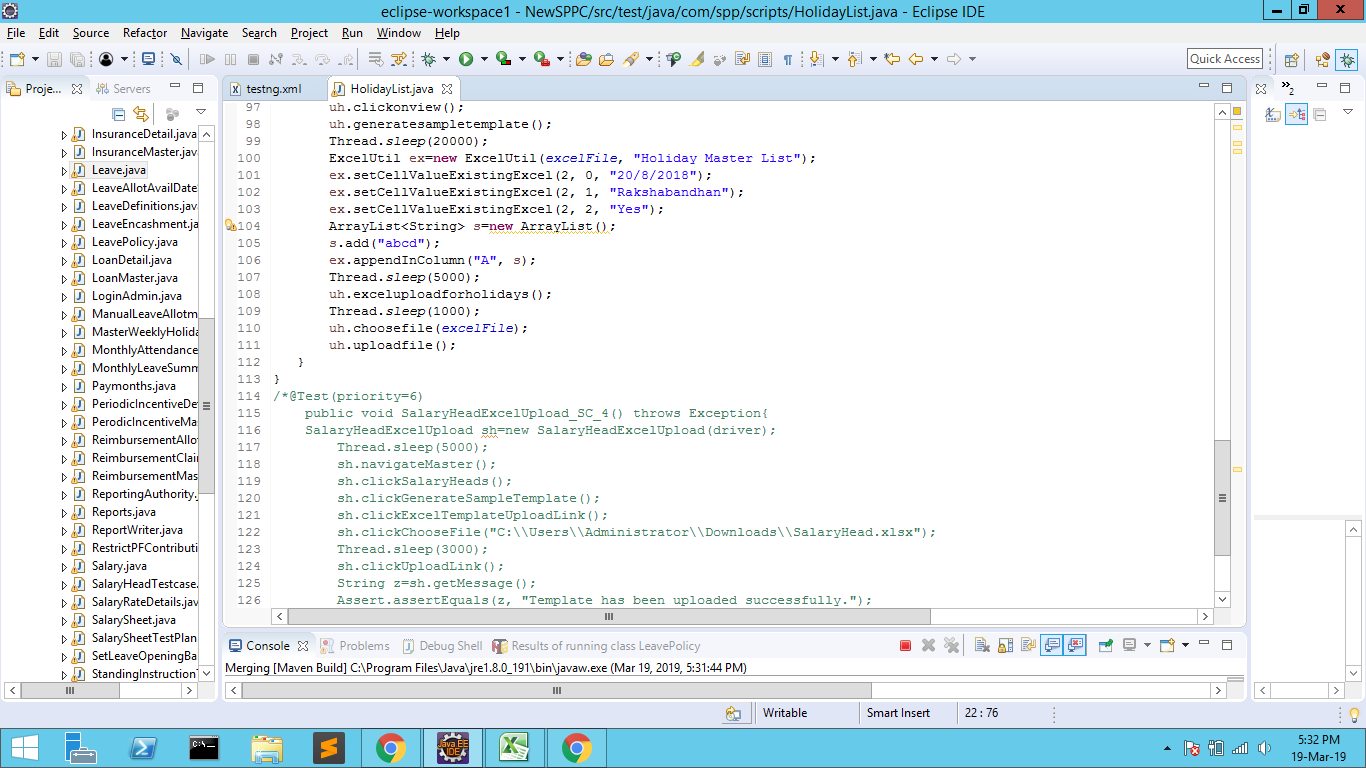 eclipse-workspace1 - NewSPPC/src/test/java/com/spp/scripts/HolidayList.java - Eclipse IDE
File Edit Source Refactor Navigate Search Project Run Window Help
Quick Access
Proje... Servers
testng.xml HolidayList.java
2
InsuranceDetail.java
InsuranceMaster.java
Leave.java
LeaveAllotAvailDate
LeaveDefinitions.java
LeaveEncashment.ja
LeavePolicy.java
LoanDetail.java
LoanMaster.java
LoginAdmin.java
ManualLeaveAllotm
MasterWeeklyHolida
MonthlyAttendance
MonthlyLeaveSumm
Paymonths.java
PeriodicIncentiveDe
PerodicIncentiveMa
ReimbursementAllo
ReimbursementClai
ReimbursementMas
ReportingAuthority.j
Reports.java
ReportWriter.java
RestrictPFContributi
Salary.java
SalaryHeadTestcase.
SalaryRateDetails.jav
SalarySheet.java
SalarySheetTestPlan
SetLeaveOpeningBa
StandingInstructionT
97 uh.clickonview();
98 uh.generatesampletemplate();
99 Thread.sleep(20000);
100 ExcelUtil ex=new ExcelUtil(excelFile, "Holiday Master List");
101 ex.setCellValueExistingExcel(2, 0, "20/8/2018");
102 ex.setCellValueExistingExcel(2, 1, "Rakshabandhan");
103 ex.setCellValueExistingExcel(2, 2, "Yes");
104 ArrayList<String> s=new ArrayList();
105 s.add("abcd");
106 ex.appendInColumn("A", s);
107 Thread.sleep(5000);
108 uh.exceluploadforholidays();
109 Thread.sleep(1000);
110 uh.choosefile(excelFile);
111 uh.uploadfile();
112 }
113 }
114 /*@Test(priority=6)
115 public void SalaryHeadExcelUpload_SC_4() throws Exception{
116 SalaryHeadExcelUpload sh=new SalaryHeadExcelUpload(driver);
117 Thread.sleep(5000);
118 sh.navigateMaster();
119 sh.clickSalaryHeads();
120 sh.clickGenerateSampleTemplate();
121 sh.clickExcelTemplateUploadLink();
122 sh.clickChooseFile("C:\\Users\\Administrator\\Downloads\\SalaryHead.xlsx");
123 Thread.sleep(3000);
124 sh.clickUploadLink();
125 String z=sh.getMessage();
126 Assert.assertEquals(z, "Template has been uploaded successfully.");
Console Problems Debug Shell Results of running class LeavePolicy
Merging [Maven Build] C:\Program Files\Java\jre1.8.0_191\bin\javaw.exe (Mar 19, 2019, 5:31:44 PM)
Writable Smart Insert 22 : 76
Java EE
IDE
5:32 PM
19-Mar-19